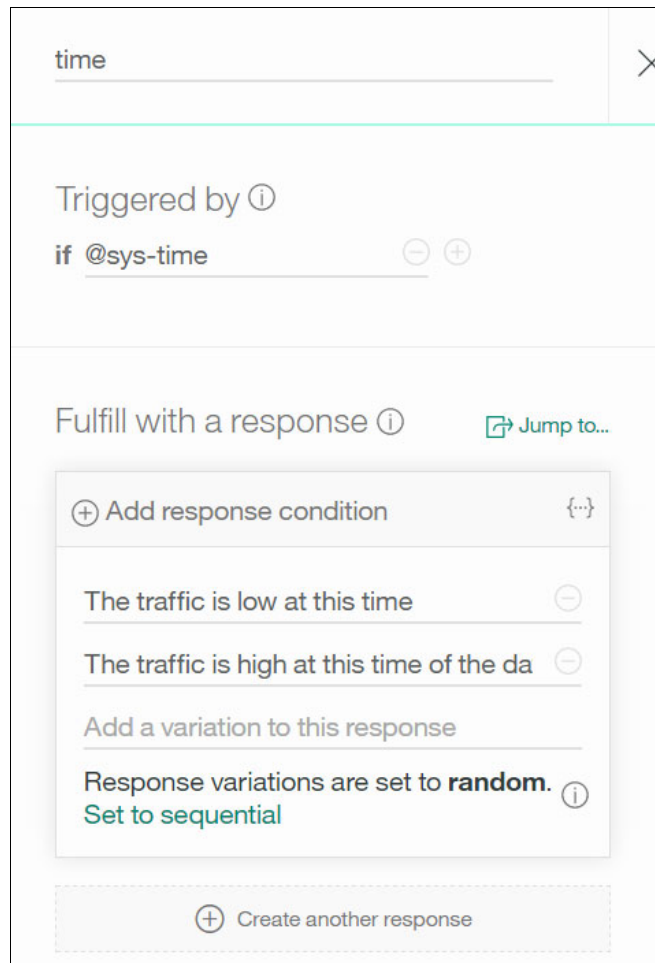 time
Triggered by
if @sys-time
Fulfill with a response
Jump to...
Add response condition
{...}
The traffic is low at this time
The traffic is high at this time of the da
Add a variation to this response
Response variations are set to random.
Set to sequential
Create another response